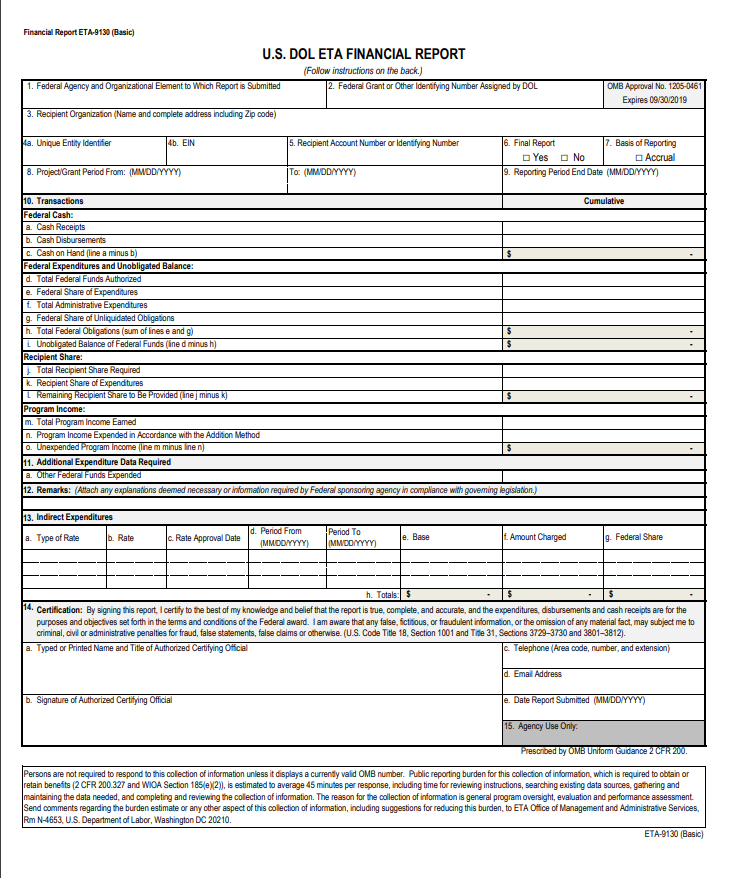 Financial Report ETA-9130 (Basic)
U.S. DOL ETA FINANCIAL REPORT
(Follow instructions on the back.)
1. Federal Agency and Organizational Element to Which Report is Submitted
2. Federal Grant or Other Identifying Number Assigned by DOL
OMB Approval No. 1205-0461
Expires 09/30/2019
3. Recipient Organization (Name and complete address including Zip code)
4a. Unique Entity Identifier
4b. EIN
5. Recipient Account Number or Identifying Number
6. Final Report
□ Yes □ No
7. Basis of Reporting
□ Accrual
8. Project/Grant Period From: (MM/DD/YYYY)
To: (MM/DD/YYYY)
9. Reporting Period End Date (MM/DD/YYYY)
10. Transactions
Cumulative
Federal Cash:
a. Cash Receipts
b. Cash Disbursements
c. Cash on Hand (line a minus b) $ -
Federal Expenditures and Unobligated Balance:
d. Total Federal Funds Authorized
e. Federal Share of Expenditures
f. Total Administrative Expenditures
g. Federal Share of Unliquidated Obligations
h. Total Federal Obligations (sum of lines e and g) $ -
i. Unobligated Balance of Federal Funds (line d minus h) $ -
Recipient Share:
j. Total Recipient Share Required
k. Recipient Share of Expenditures
l. Remaining Recipient Share to Be Provided (line j minus k) $ -
Program Income:
m. Total Program Income Earned
n. Program Income Expended in Accordance with the Addition Method
o. Unexpended Program Income (line m minus line n) $ -
11. Additional Expenditure Data Required
a. Other Federal Funds Expended
12. Remarks: (Attach any explanations deemed necessary or information required by Federal sponsoring agency in compliance with governing legislation.)
13. Indirect Expenditures
a. Type of Rate
b. Rate
c. Rate Approval Date
d. Period From
(MM/DD/YYYY)
Period To
(MM/DD/YYYY)
e. Base
f. Amount Charged
g. Federal Share
h. Totals: $ - $ - $ -
14. Certification: By signing this report, I certify to the best of my knowledge and belief that the report is true, complete, and accurate, and the expenditures, disbursements and cash receipts are for the
purposes and objectives set forth in the terms and conditions of the Federal award. I am aware that any false, fictitious, or fraudulent information, or the omission of any material fact, may subject me to
criminal, civil or administrative penalties for fraud, false statements, false claims or otherwise. (U.S. Code Title 18, Section 1001 and Title 31, Sections 3729–3730 and 3801–3812).
a. Typed or Printed Name and Title of Authorized Certifying Official
c. Telephone (Area code, number, and extension)
d. Email Address
b. Signature of Authorized Certifying Official
e. Date Report Submitted (MM/DD/YYYY)
15. Agency Use Only:
Prescribed by OMB Uniform Guidance 2 CFR 200.
Persons are not required to respond to this collection of information unless it displays a currently valid OMB number. Public reporting burden for this collection of information, which is required to obtain or
retain benefits (2 CFR 200.327 and WIOA Section 185(e)(2)), is estimated to average 45 minutes per response, including time for reviewing instructions, searching existing data sources, gathering and
maintaining the data needed, and completing and reviewing the collection of information. The reason for the collection of information is general program oversight, evaluation and performance assessment.
Send comments regarding the burden estimate or any other aspect of this collection of information, including suggestions for reducing this burden, to ETA Office of Management and Administrative Services,
Rm N-4653, U.S. Department of Labor, Washington DC 20210.
ETA-9130 (Basic)